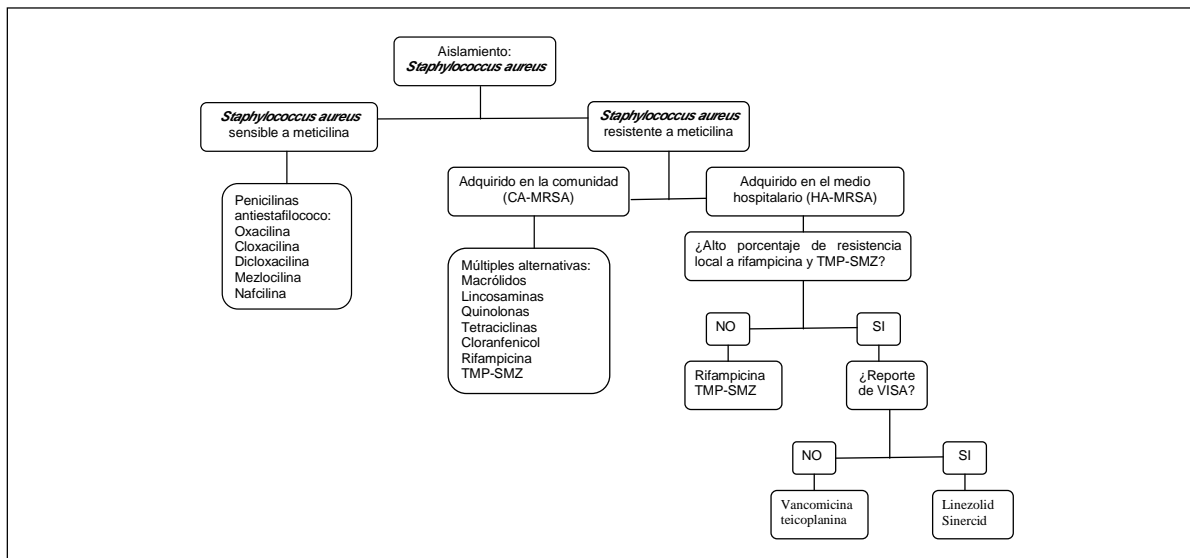 Aislamiento:
Staphylococcus aureus
Staphylococcus aureus
sensible a meticilina
Staphylococcus aureus
resistente a meticilina
Penicilinas
antiestafilococo:
Oxacilina
Cloxacilina
Dicloxacilina
Mezlocilina
Nafcilina
Adquirido en la comunidad
(CA-MRSA)
Adquirido en el medio
hospitalario (HA-MRSA)
Múltiples alternativas:
Macrólidos
Lincosaminas
Quinolonas
Tetraciclinas
Cloranfenicol
Rifampicina
TMP-SMZ
¿Alto porcentaje de resistencia
local a rifampicina y TMP-SMZ?
NO
SI
Rifampicina
TMP-SMZ
¿Reporte
de VISA?
NO
SI
Vancomicina
teicoplanina
Linezolid
Sinercid